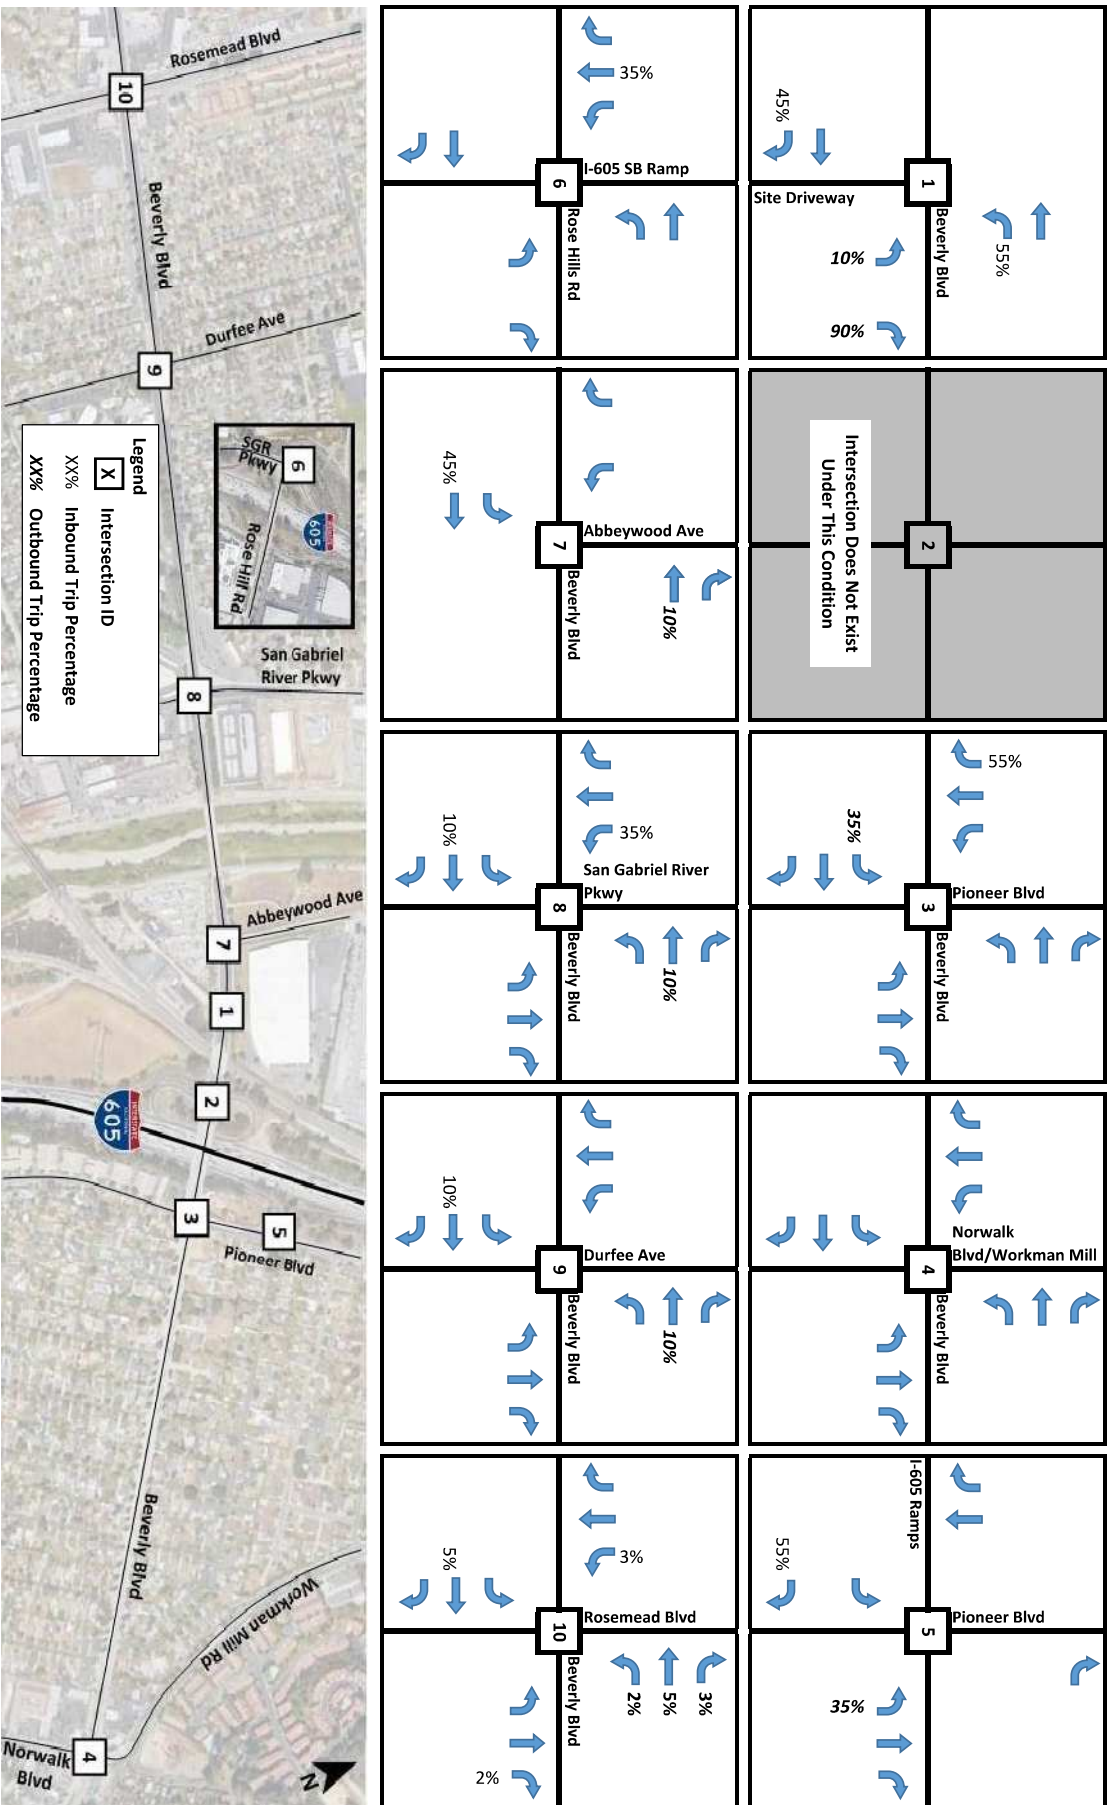 1
Site Driveway
Beverly Blvd
45%
55%
10%
90%
2
Intersection Does Not Exist
Under This Condition
3
Pioneer Blvd
Beverly Blvd
55%
35%
4
Norwalk
Blvd/Workman Mill
Beverly Blvd
5
I-605 Ramps
Pioneer Blvd
55%
35%
6
I-605 SB Ramp
Rose Hills Rd
35%
7
Abbeywood Ave
Beverly Blvd
45%
10%
8
San Gabriel River
Pkwy
Beverly Blvd
35%
10%
10%
9
Durfee Ave
Beverly Blvd
10%
10%
10
Rosemead Blvd
Beverly Blvd
3%
5%
2%
5%
3%
2%
Rosemead Blvd
10
Beverly Blvd
Durfee Ave
9
SGR
Pkwy
6
INTERSTATE
605
Rose Hill Rd
Legend
X Intersection ID
XX% Inbound Trip Percentage
XX% Outbound Trip Percentage
San Gabriel
River Pkwy
8
Abbeywood Ave
7
1
2
INTERSTATE
605
3
5
Pioneer Blvd
Beverly Blvd
Workman Mill Rd
4
Norwalk
Blvd
N